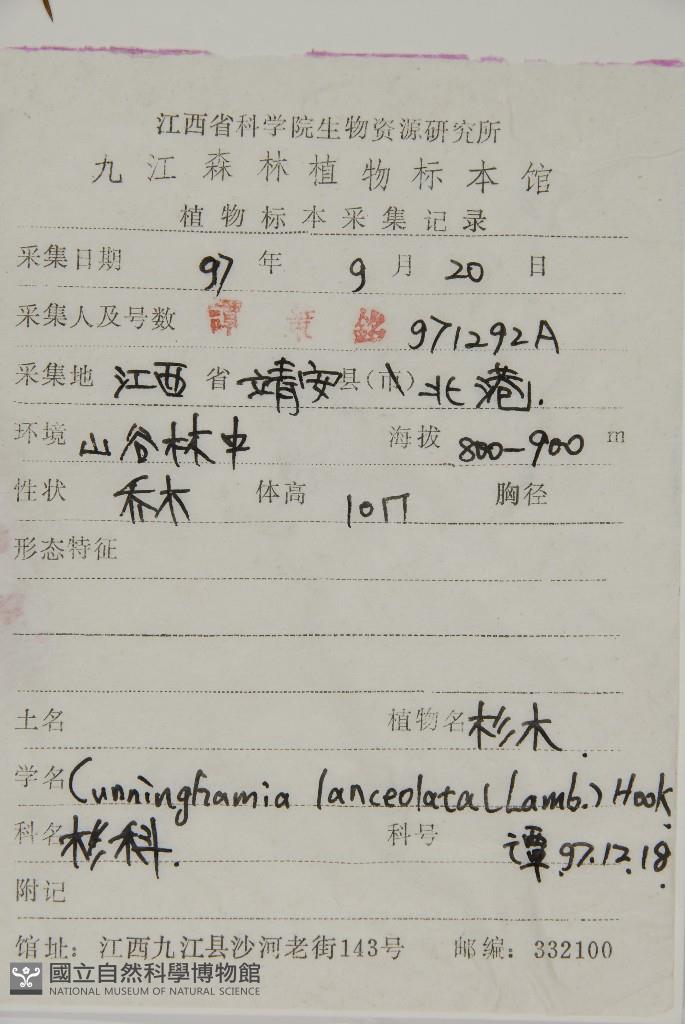 江西省科学院生物资源研究所
九江森林植物标本馆
植物标本采集记录
采集日期 97 年 9 月 20 日
采集人及号数 譚 策 銘 971292A
采集地 江西 省 靖安 县(市) 北港.
环境 山谷林中 海拔 800-900 m
性状 乔木 体高 10 胸径
形态特征
土名 植物名 杉木.
学名 Cunninghamia lanceolata (Lamb.) Hook.
科名 杉科. 科号 谭.97.12.18.
附记
馆址：江西九江县沙河老街143号 邮编：332100
國立自然科學博物館
NATIONAL MUSEUM OF NATURAL SCIENCE